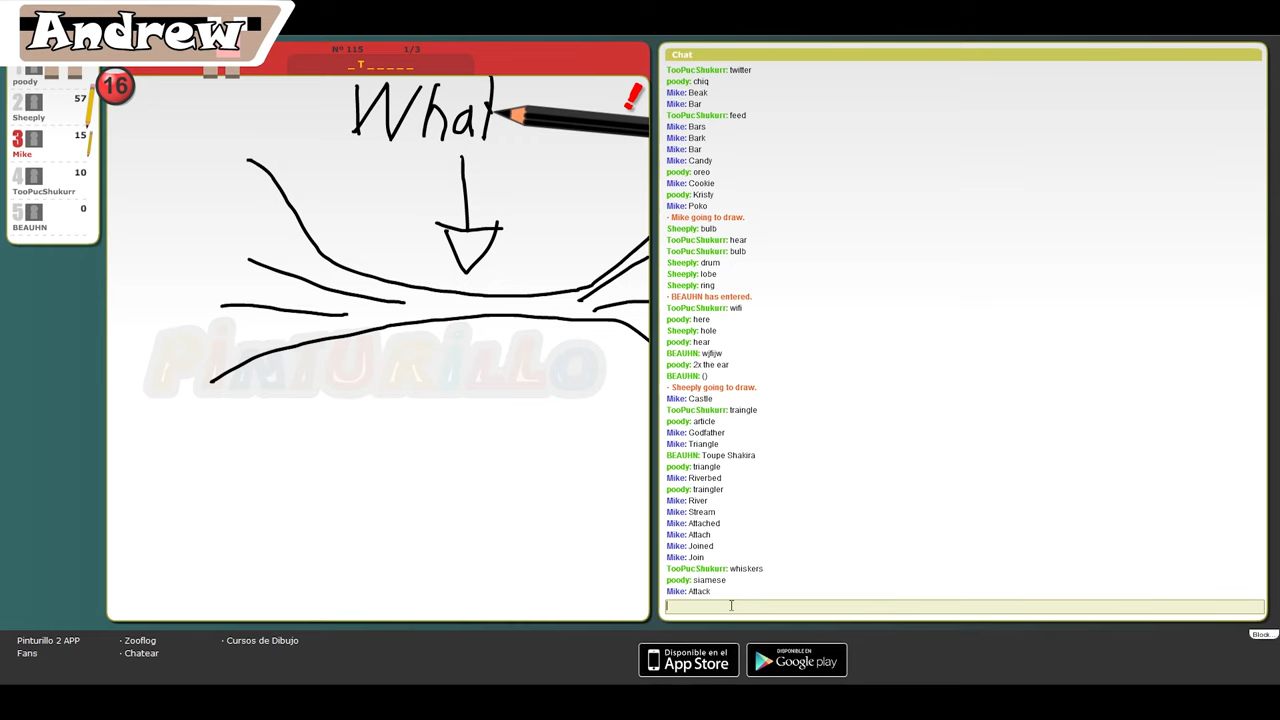 Andrew
Nº 115 1/3
_T_____
16
1
poody
2 57
Sheeply
3 15
Mike
4 10
TooPucShukurr
5 0
BEAUHN
What
!
PinTURillo
Chat
TooPucShukurr: twitter
poody: chiq
Mike: Beak
Mike: Bar
TooPucShukurr: feed
Mike: Bars
Mike: Bark
Mike: Bar
Mike: Candy
poody: oreo
Mike: Cookie
poody: Kristy
Mike: Poko
· Mike going to draw.
Sheeply: bulb
TooPucShukurr: hear
TooPucShukurr: bulb
Sheeply: drum
Sheeply: lobe
Sheeply: ring
· BEAUHN has entered.
TooPucShukurr: wifi
poody: here
Sheeply: hole
poody: hear
BEAUHN: wjfijw
poody: 2x the ear
BEAUHN: ()
· Sheeply going to draw.
Mike: Castle
TooPucShukurr: traingle
poody: article
Mike: Godfather
Mike: Triangle
BEAUHN: Toupe Shakira
poody: triangle
Mike: Riverbed
poody: traingler
Mike: River
Mike: Stream
Mike: Attached
Mike: Attach
Mike: Joined
Mike: Join
TooPucShukurr: whiskers
poody: siamese
Mike: Attack
Block...
Pinturillo 2 APP · Zooflog · Cursos de Dibujo
Fans · Chatear
Disponible en el
App Store
DISPONIBLE EN
Google play